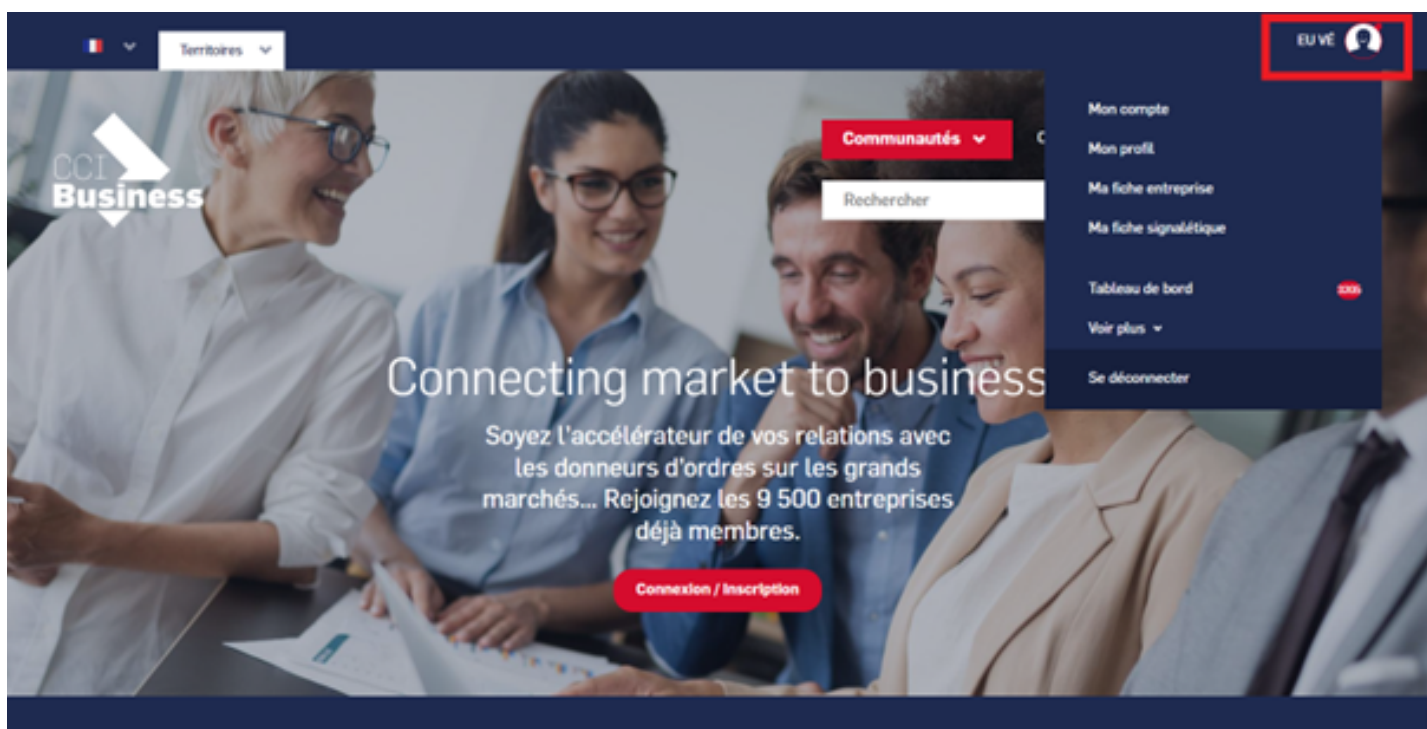 Territoires
EU VÉ
CCI
Business
Communautés
C
Rechercher
Mon compte
Mon profil
Ma fiche entreprise
Ma fiche signalétique
Tableau de bord
Voir plus
Se déconnecter
Connecting market to business
Soyez l'accélérateur de vos relations avec
les donneurs d'ordres sur les grands
marchés... Rejoignez les 9 500 entreprises
déjà membres.
Connexion / Inscription